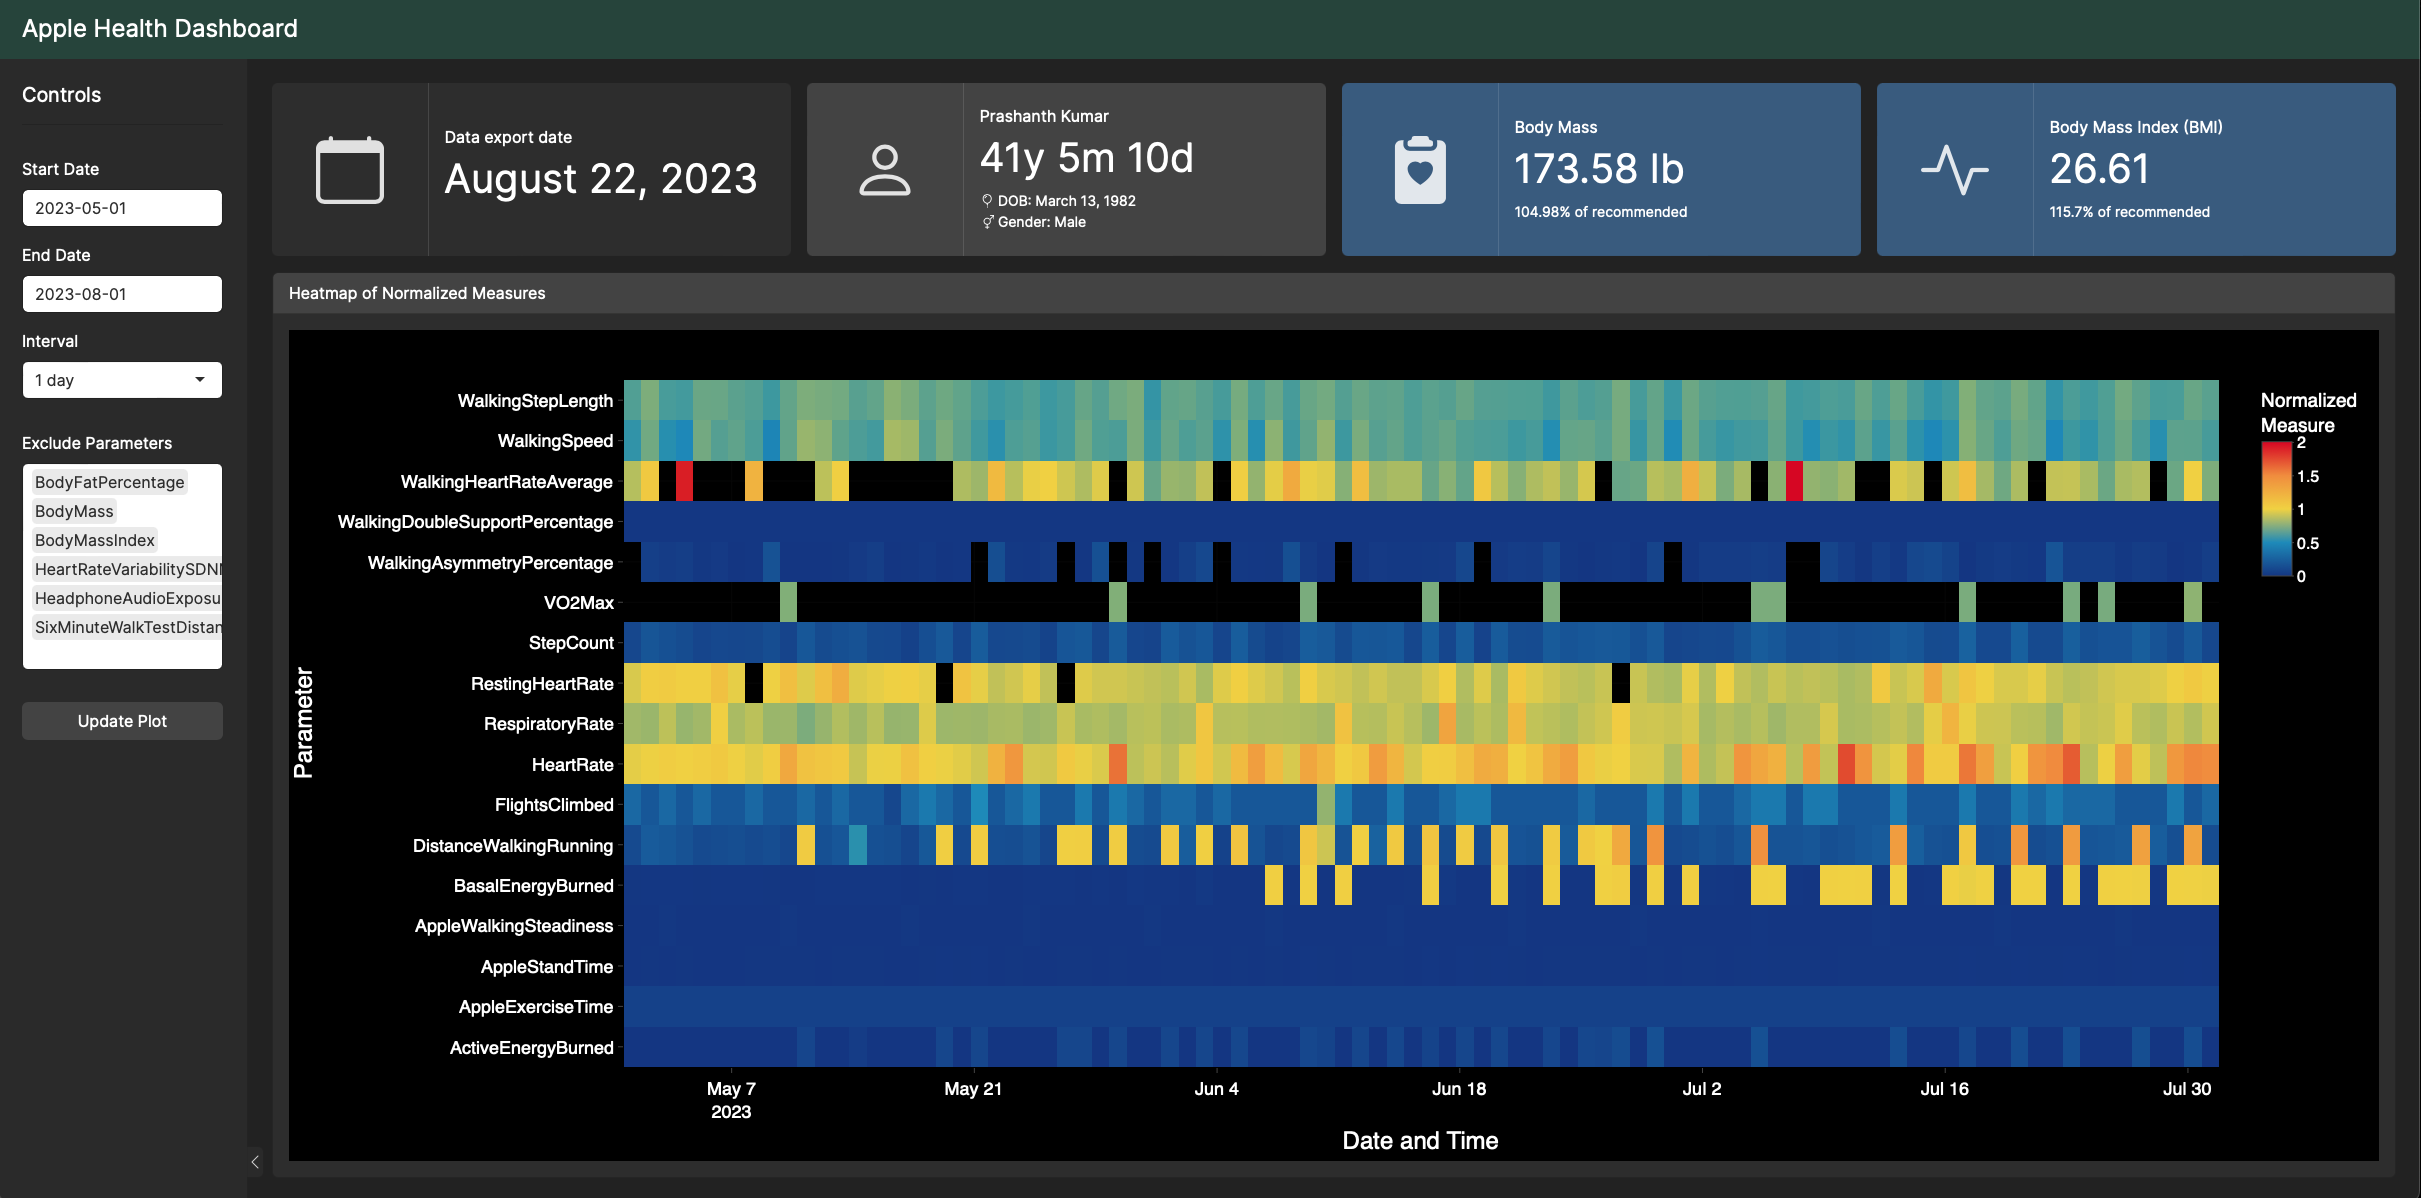 Apple Health Dashboard
Controls
Start Date
2023-05-01
End Date
2023-08-01
Interval
1 day
Exclude Parameters
BodyFatPercentage
BodyMass
BodyMassIndex
HeartRateVariabilitySDN
HeadphoneAudioExposu
SixMinuteWalkTestDistan
Update Plot
Data export date
August 22, 2023
Prashanth Kumar
41y 5m 10d
DOB: March 13, 1982
Gender: Male
Body Mass
173.58 lb
104.98% of recommended
Body Mass Index (BMI)
26.61
115.7% of recommended
Heatmap of Normalized Measures
Parameter
WalkingStepLength
WalkingSpeed
WalkingHeartRateAverage
WalkingDoubleSupportPercentage
WalkingAsymmetryPercentage
VO2Max
StepCount
RestingHeartRate
RespiratoryRate
HeartRate
FlightsClimbed
DistanceWalkingRunning
BasalEnergyBurned
AppleWalkingSteadiness
AppleStandTime
AppleExerciseTime
ActiveEnergyBurned
May 7
2023
May 21
Jun 4
Jun 18
Jul 2
Jul 16
Jul 30
Date and Time
Normalized
Measure
2
1.5
1
0.5
0